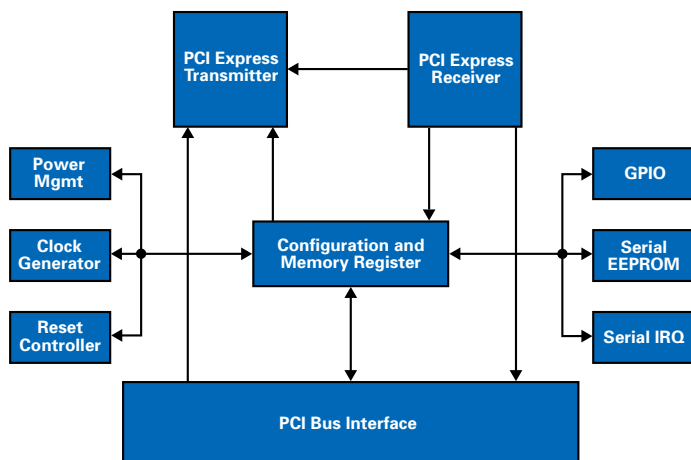 PCI Express
Transmitter
PCI Express
Receiver
Power
Mgmt
GPIO
Clock
Generator
Configuration and
Memory Register
Serial
EEPROM
Reset
Controller
Serial IRQ
PCI Bus Interface